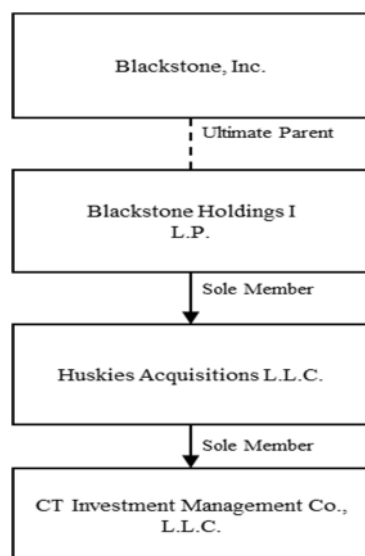 Blackstone, Inc.
Ultimate Parent
Blackstone Holdings I
L.P.
Sole Member
Huskies Acquisitions L.L.C.
Sole Member
CT Investment Management Co.,
L.L.C.